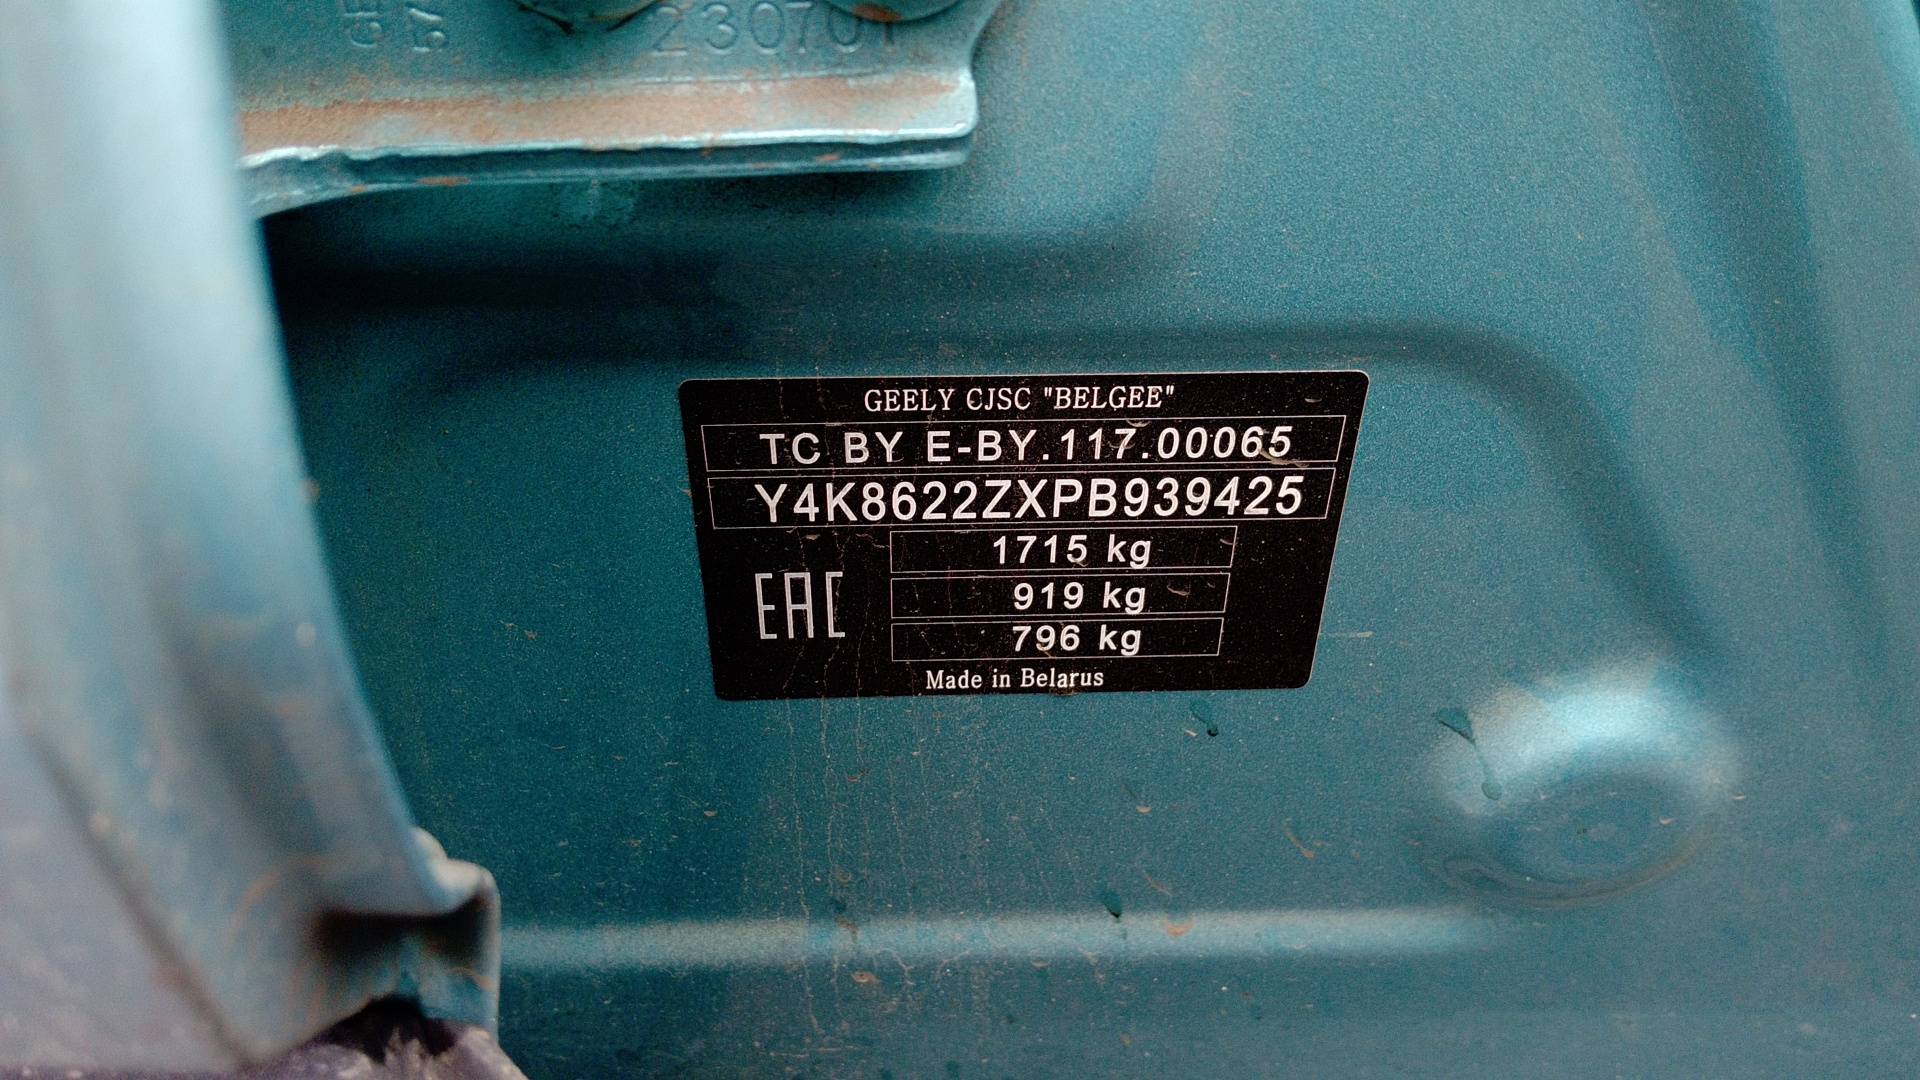 230701
GEELY CJSC "BELGEE"
TC BY E-BY.117.00065
Y4K8622ZXPB939425
1715 kg
919 kg
EAC
796 kg
Made in Belarus